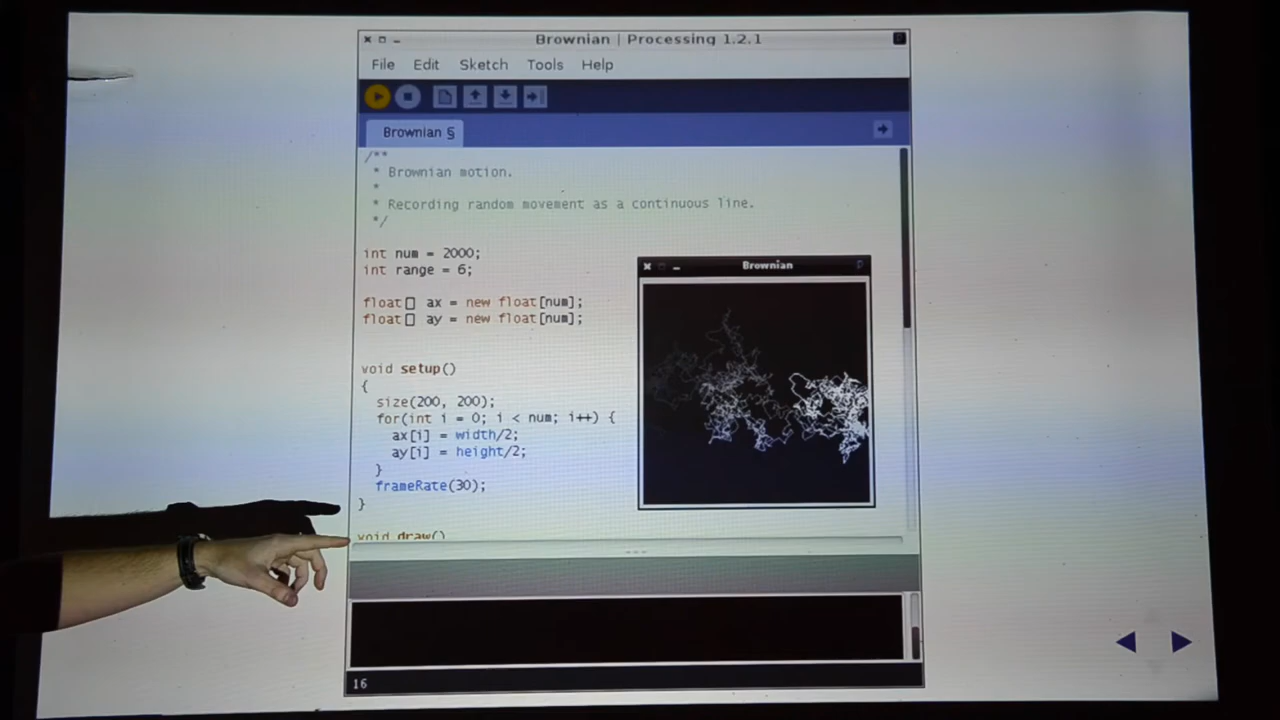 Brownian | Processing 1.2.1
File Edit Sketch Tools Help
Brownian §
/**
* Brownian motion.
*
* Recording random movement as a continuous line.
*/
int num = 2000;
int range = 6;
float[] ax = new float[num];
float[] ay = new float[num];
Brownian
void setup()
{
size(200, 200);
for(int i = 0; i < num; i++) {
ax[i] = width/2;
ay[i] = height/2;
}
frameRate(30);
}
void draw()
16